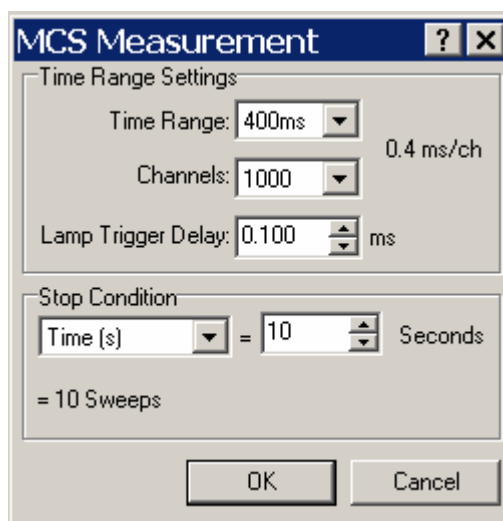 MCS Measurement
Time Range Settings
Time Range: 400ms
0.4 ms/ch
Channels: 1000
Lamp Trigger Delay: 0.100 ms
Stop Condition
Time (s) = 10 Seconds
= 10 Sweeps
OK Cancel